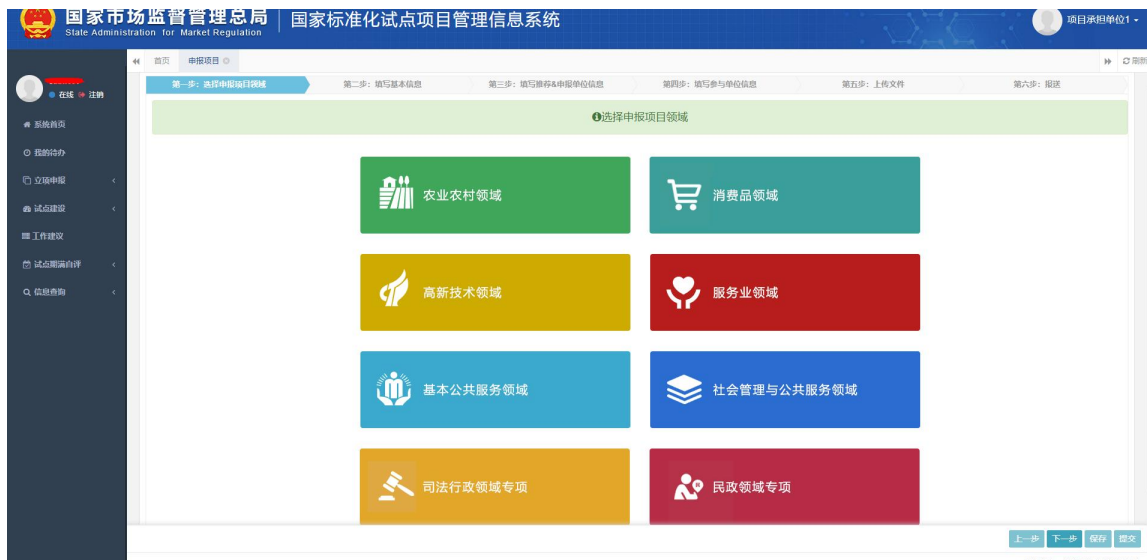 国家市场监督管理总局 国家标准化试点项目管理信息系统
State Administration for Market Regulation
项目承担单位1
首页 申报项目 刷新
在线 注销
第一步：选择申报项目领域 第二步：填写基本信息 第三步：填写推荐&申报单位信息 第四步：填写参与单位信息 第五步：上传文件 第六步：报送
选择申报项目领域
系统首页
我的待办
立项申报
试点建设
工作建议
试点期满自评
信息查询
农业农村领域 消费品领域
高新技术领域 服务业领域
基本公共服务领域 社会管理与公共服务领域
司法行政领域专项 民政领域专项
上一步 下一步 保存 提交